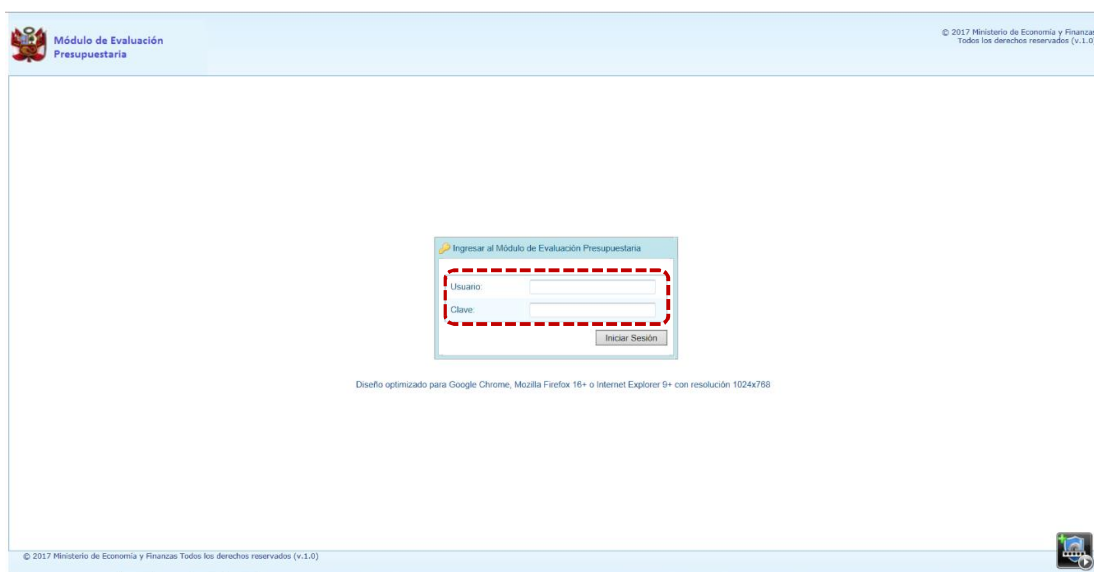 Módulo de Evaluación
Presupuestaria
© 2017 Ministerio de Economía y Finanzas
Todos los derechos reservados (v.1.0
Ingresar al Módulo de Evaluación Presupuestaria
Usuario:
Clave:
Iniciar Sesión
Diseño optimizado para Google Chrome, Mozilla Firefox 16+ o Internet Explorer 9+ con resolución 1024x768
© 2017 Ministerio de Economía y Finanzas Todos los derechos reservados (v.1.0)